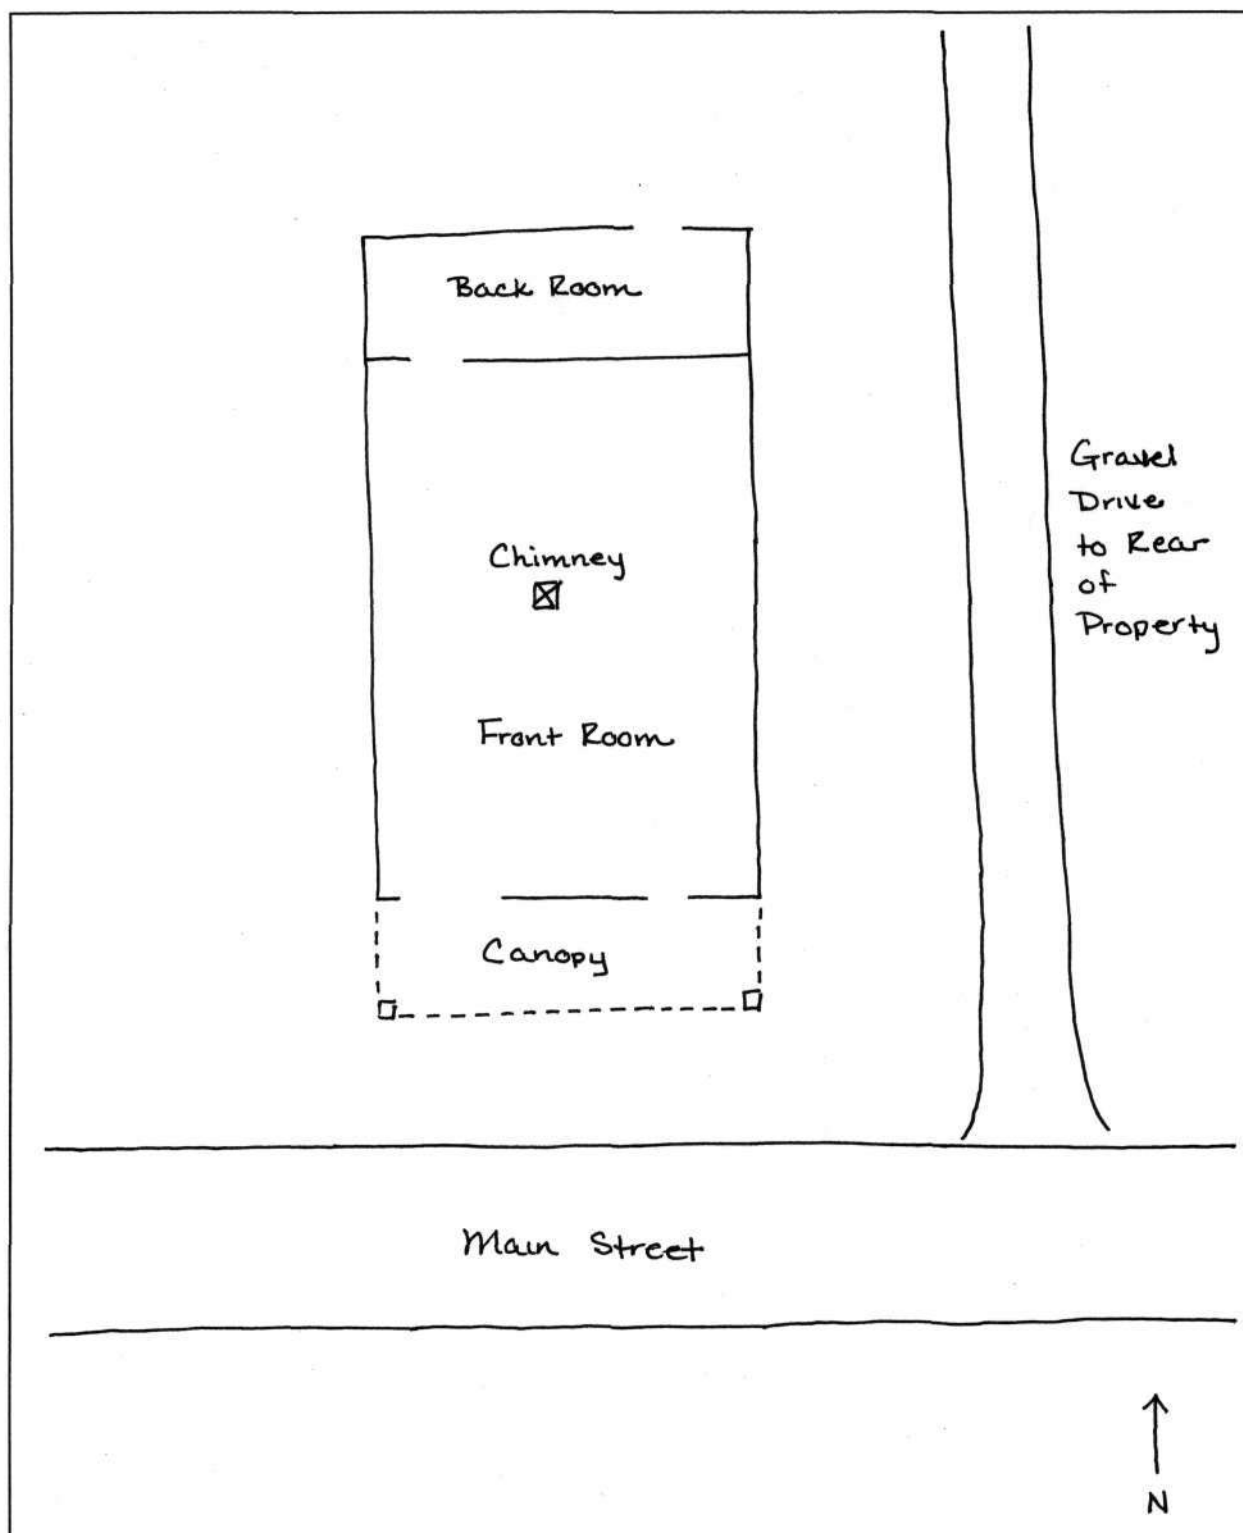 Back Room
Chimney
Front Room
Canopy
Gravel
Drive
to Rear
of
Property
Main Street
N